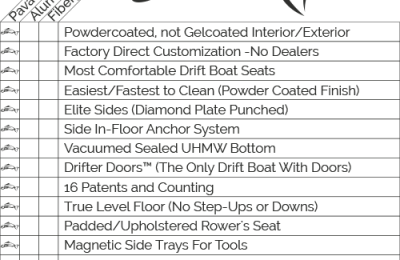 Powdercoated, not Gelcoated Interior/Exterior
Factory Direct Customization -No Dealers
Most Comfortable Drift Boat Seats
Easiest/Fastest to Clean (Powder Coated Finish)
Elite Sides (Diamond Plate Punched)
Side In-Floor Anchor System
Vacuumed Sealed UHMW Bottom
Drifter Doors™ (The Only Drift Boat With Doors)
16 Patents and Counting
True Level Floor (No Step-Ups or Downs)
Padded/Upholstered Rower's Seat
Magnetic Side Trays For Tools